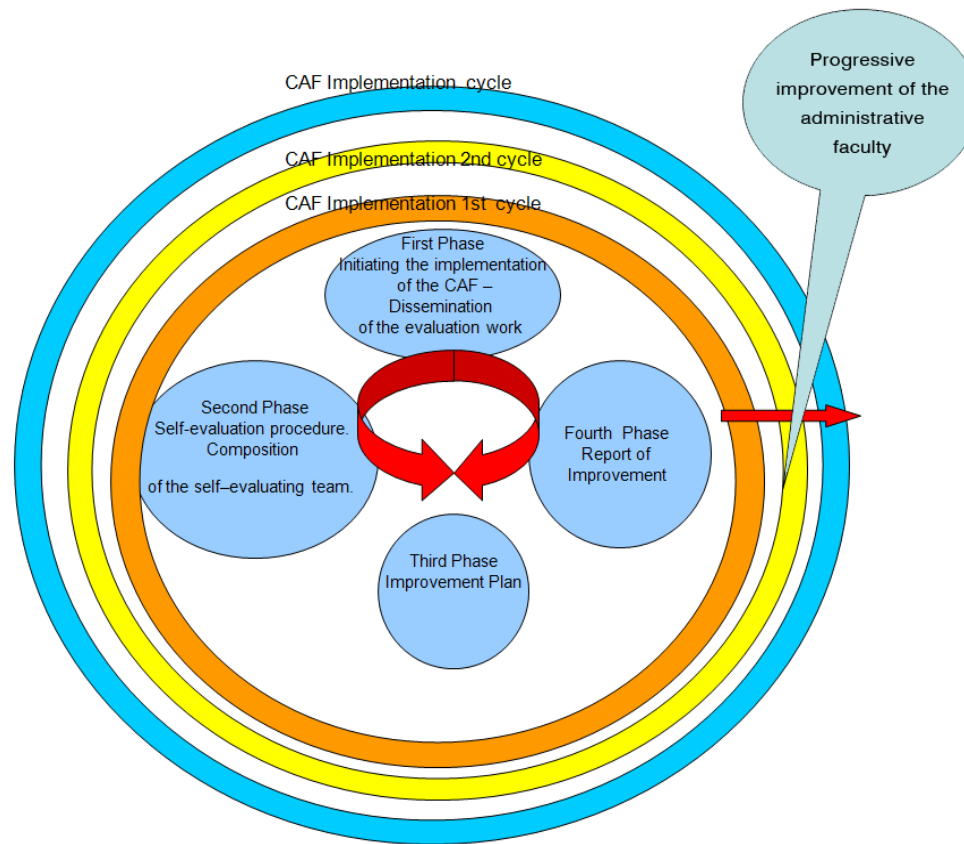 CAF Implementation cycle
CAF Implementation 2nd cycle
CAF Implementation 1st cycle
Progressive
improvement of the
administrative
faculty
First Phase
Initiating the implementation
of the CAF –
Dissemination
of the evaluation work
Second Phase
Self-evaluation procedure.
Composition
of the self–evaluating team.
Fourth Phase
Report of
Improvement
Third Phase
Improvement Plan